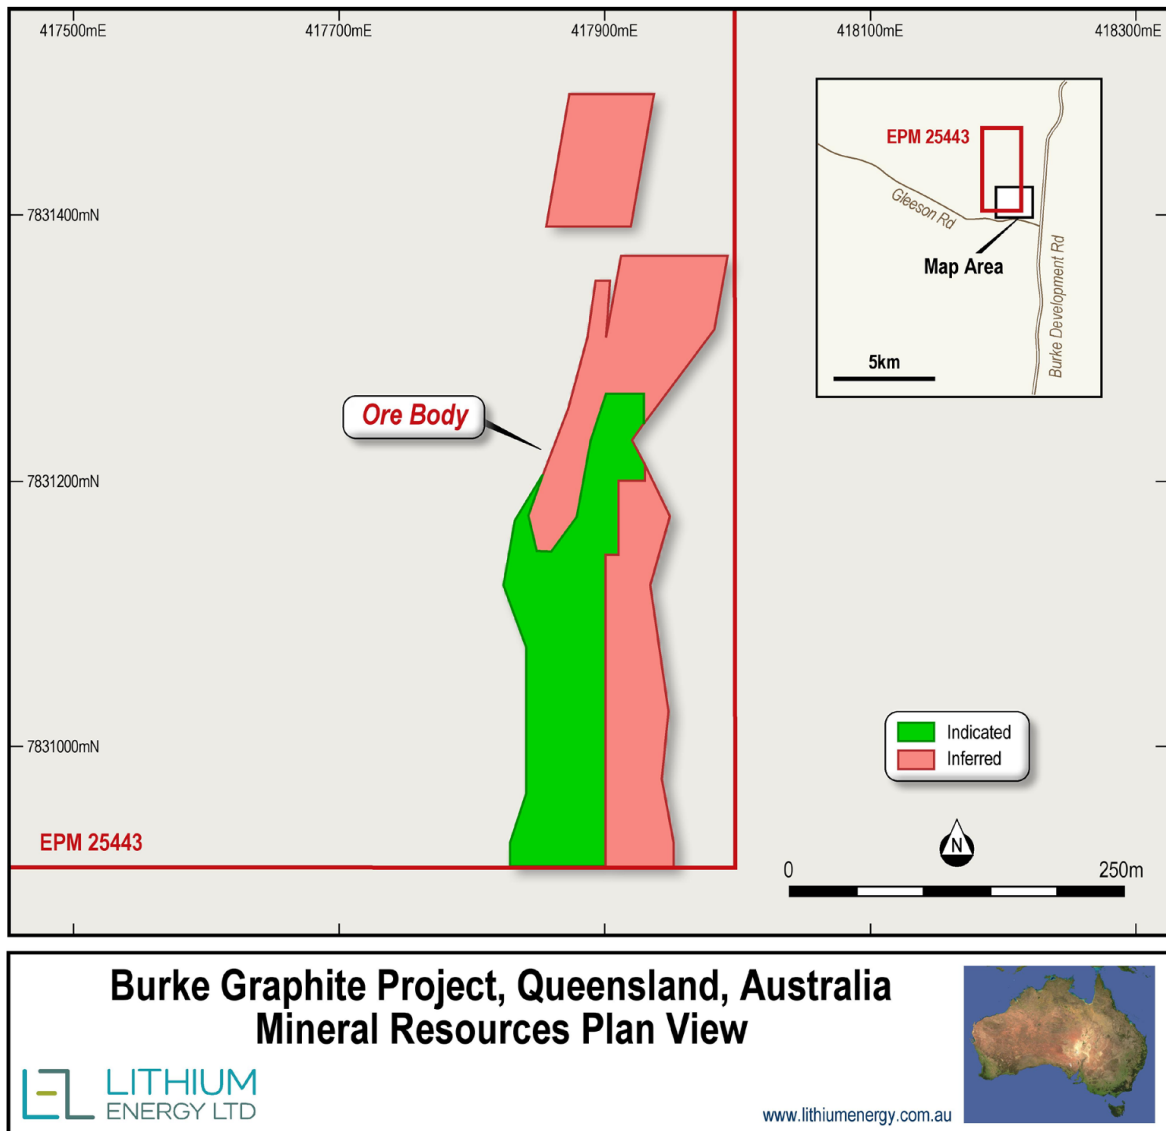 417500mE
417700mE
417900mE
418100mE
418300mE
EPM 25443
Gleeson Rd
Map Area
Burke Development Rd
5km
7831400mN
Ore Body
7831200mN
Indicated
Inferred
7831000mN
EPM 25443
N
0
250m
Burke Graphite Project, Queensland, Australia
Mineral Resources Plan View
LEL
LITHIUM
ENERGY LTD
www.lithiumenergy.com.au